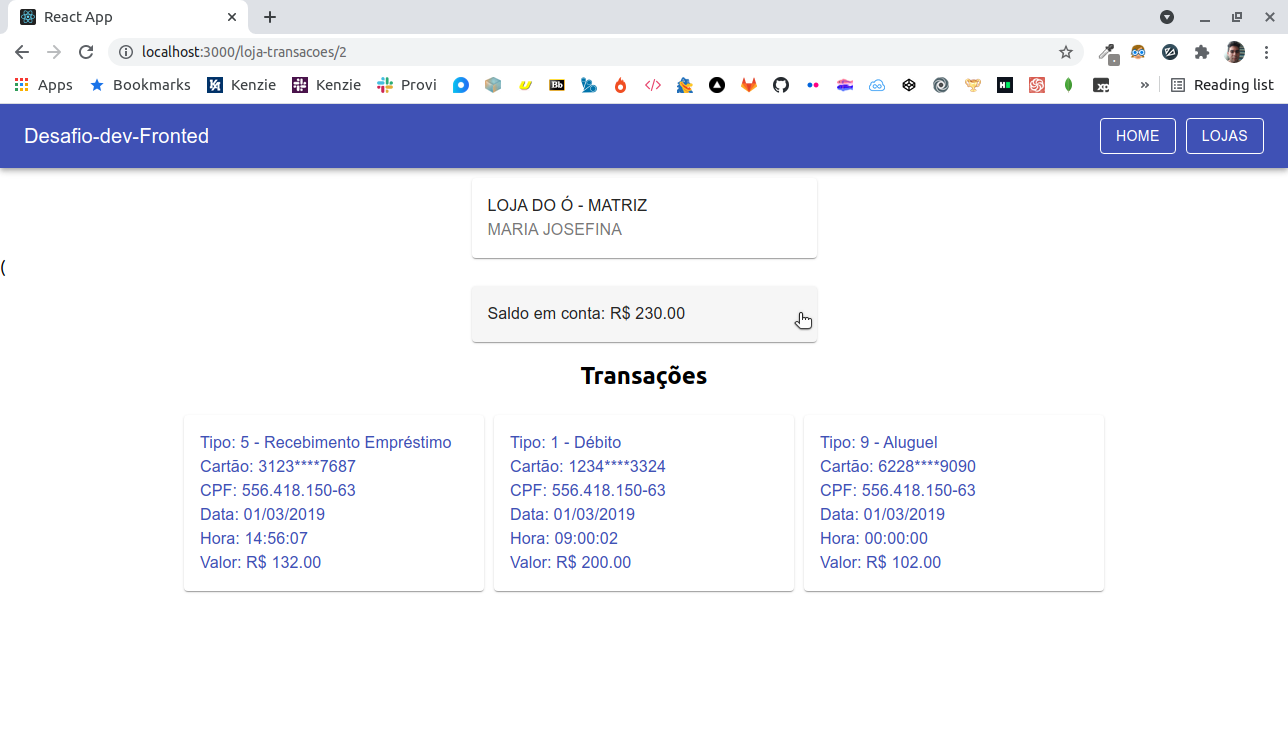 React App
localhost:3000/loja-transacoes/2
Apps
Bookmarks
Kenzie
Kenzie
Provi
Bb
xp
»
Reading list
Desafio-dev-Fronted
HOME
LOJAS
LOJA DO Ó - MATRIZ
MARIA JOSEFINA
(
Saldo em conta: R$ 230.00
Transações
Tipo: 5 - Recebimento Empréstimo
Cartão: 3123****7687
CPF: 556.418.150-63
Data: 01/03/2019
Hora: 14:56:07
Valor: R$ 132.00
Tipo: 1 - Débito
Cartão: 1234****3324
CPF: 556.418.150-63
Data: 01/03/2019
Hora: 09:00:02
Valor: R$ 200.00
Tipo: 9 - Aluguel
Cartão: 6228****9090
CPF: 556.418.150-63
Data: 01/03/2019
Hora: 00:00:00
Valor: R$ 102.00